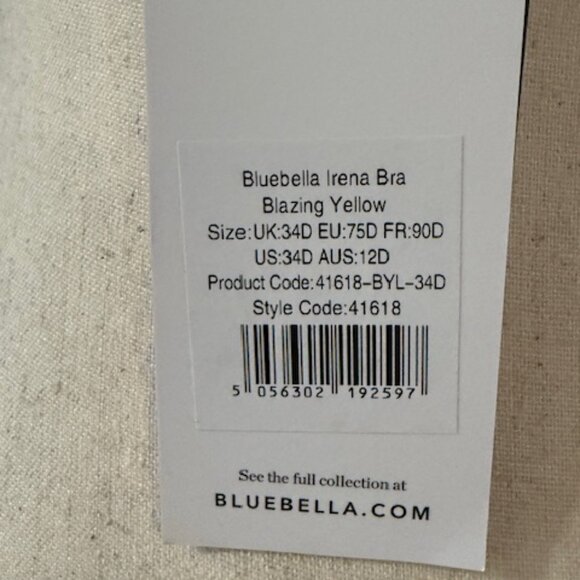 Bluebella Irena Bra
Blazing Yellow
Size:UK:34D EU:75D FR:90D
US:34D AUS:12D
Product Code:41618-BYL-34D
Style Code:41618
5 056302 192597
See the full collection at
BLUEBELLA.COM